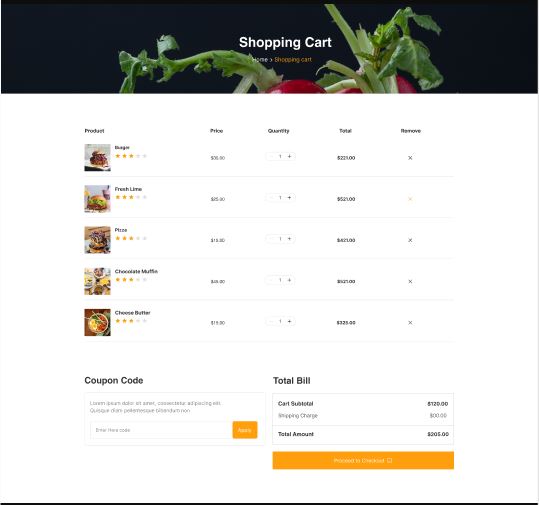 Shopping Cart
Home > Shopping cart
Product Price Quantity Total Remove
Burger
$35.00 - 1 + $221.00 ×
Fresh Lime
$25.00 - 1 + $521.00 ×
Pizza
$15.00 - 1 + $421.00 ×
Chocolate Muffin
$45.00 - 1 + $521.00 ×
Cheese Butter
$15.00 - 1 + $325.00 ×
Coupon Code
Lorem ipsum dolor sit amet, consectetur adipiscing elit.
Quisque diam pellentesque bibendum non
Enter Here code Apply
Total Bill
Cart Subtotal $120.00
Shipping Charge $00.00
Total Amount $205.00
Proceed to Checkout